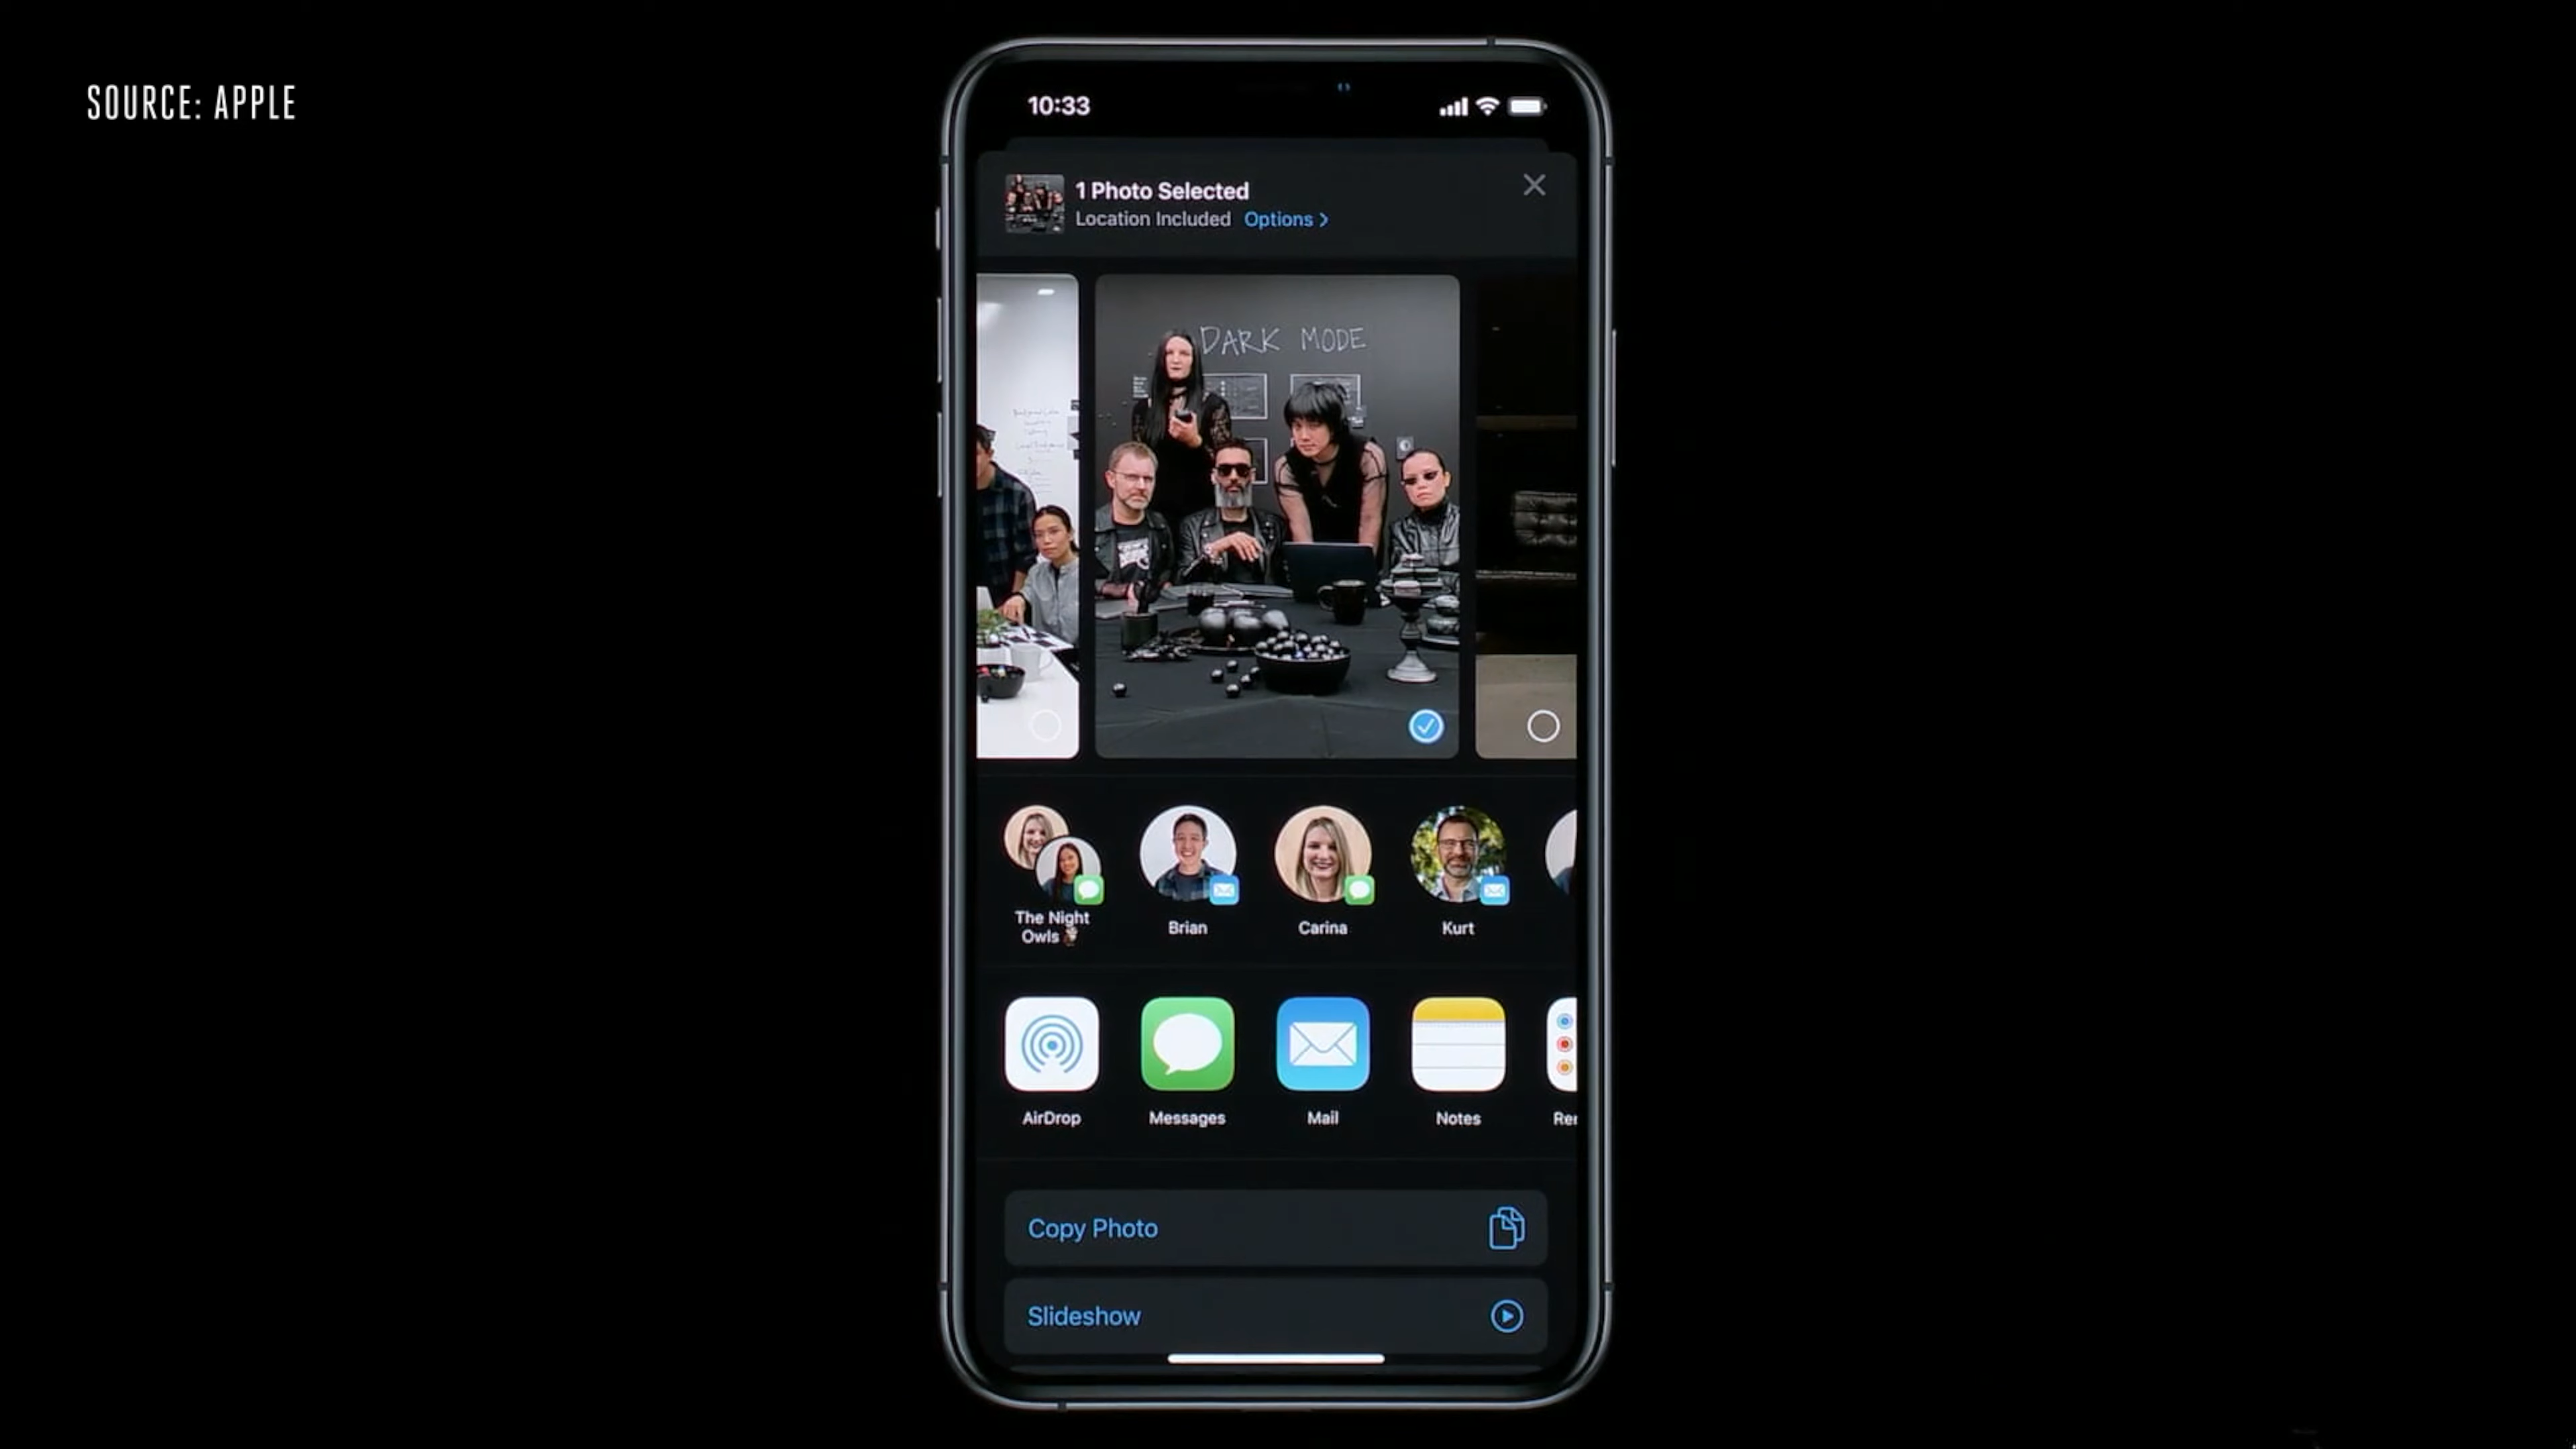 SOURCE: APPLE
10:33
1 Photo Selected
Location Included Options >
DARK MODE
The Night
Owls
Brian
Carina
Kurt
AirDrop
Messages
Mail
Notes
Copy Photo
Slideshow